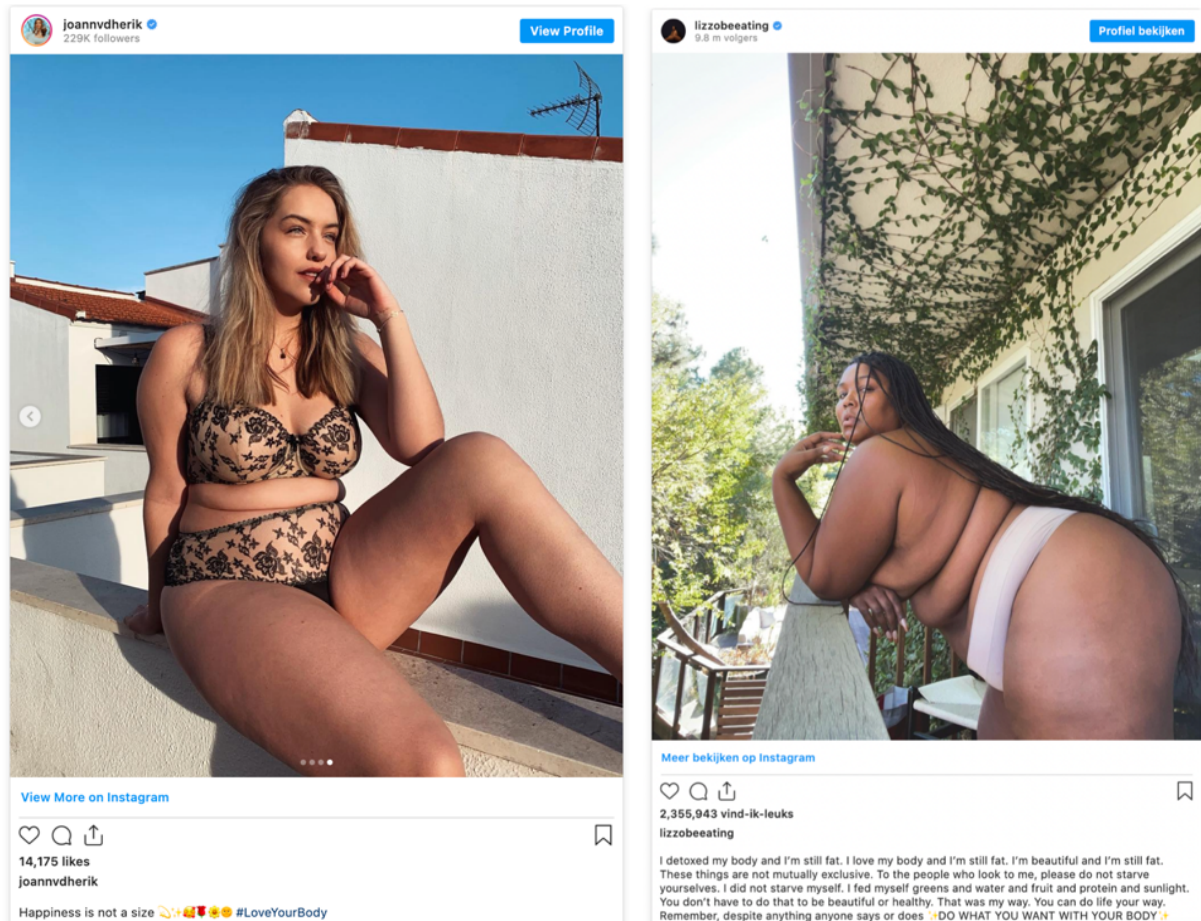 joannvdherik
229K followers
View Profile
View More on Instagram
14,175 likes
joannvdherik
Happiness is not a size 💫✨🥰🌹🌞🌞 #LoveYourBody
lizzobeeating
9.8 m volgers
Profiel bekijken
Meer bekijken op Instagram
2,355,943 vind-ik-leuks
lizzobeeating
I detoxed my body and I'm still fat. I love my body and I'm still fat. I'm beautiful and I'm still fat.
These things are not mutually exclusive. To the people who look to me, please do not starve
yourselves. I did not starve myself. I fed myself greens and water and fruit and protein and sunlight.
You don't have to do that to be beautiful or healthy. That was my way. You can do life your way.
Remember, despite anything anyone says or does ✨DO WHAT YOU WANT WITH YOUR BODY✨